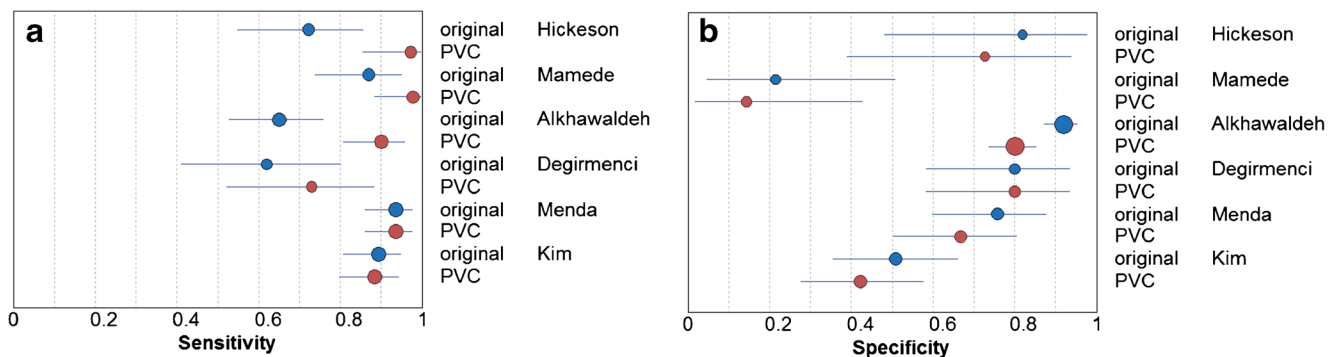 a
original Hickeson
PVC
original Mamede
PVC
original Alkhawaldeh
PVC
original Degirmenci
PVC
original Menda
PVC
original Kim
PVC
0 0.2 0.4 0.6 0.8 1
Sensitivity
b
original Hickeson
PVC
original Mamede
PVC
original Alkhawaldeh
PVC
original Degirmenci
PVC
original Menda
PVC
original Kim
PVC
0 0.2 0.4 0.6 0.8 1
Specificity